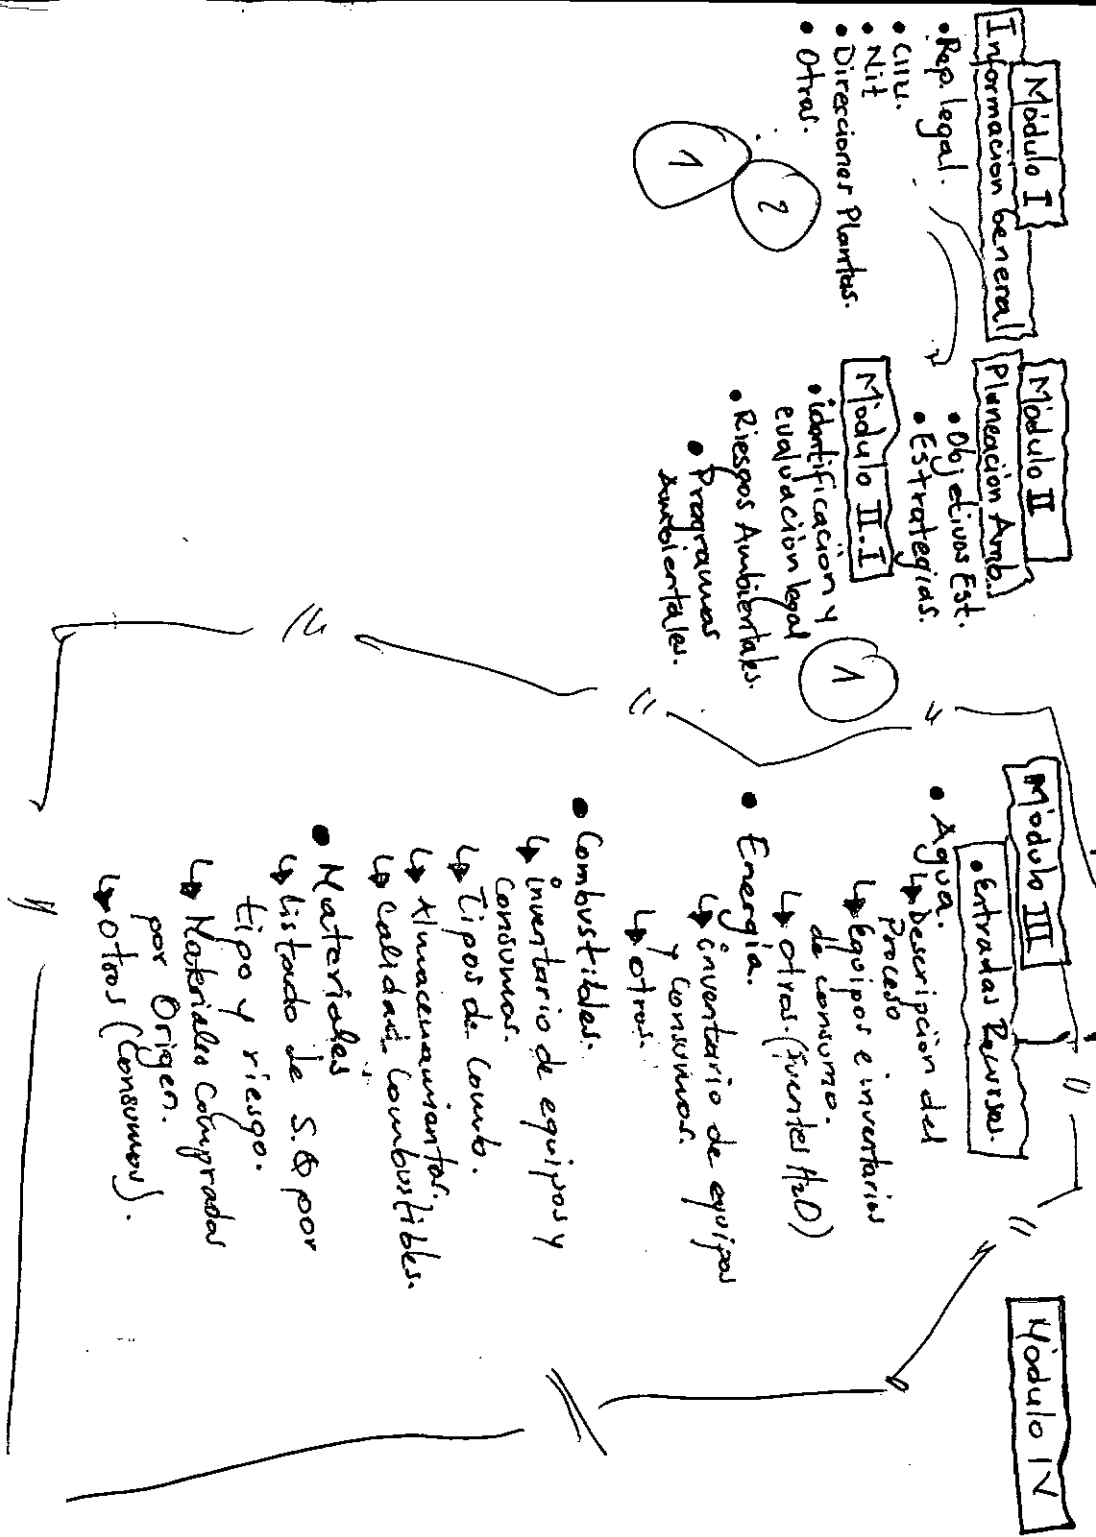 Módulo I
Información General
• Rep. legal.
• CIIU.
• Nit
• Direcciones Plantas.
• Otras.
1
2
Módulo II
Planeación Amb.
• Objetivos Est.
• Estrategias.
Módulo II.I
• identificación y
evaluación legal
• Riesgos Ambientales.
• Programas
Ambientales.
1
Módulo III
• Entradas Recursos.
• Agua.
↳ Descripción del
Proceso
↳ Equipos e inventarios
de consumo.
↳ otros. (fuentes H2O)
• Energía.
↳ inventario de equipos
y consumos.
↳ otros.
• Combustibles.
↳ inventario de equipos y
consumos.
↳ Tipos de Comb.
↳ Almacenamientos.
↳ Calidad Combustibles.
• Materiales
↳ listado de S.Q por
tipo y riesgo.
↳ Materiales Comprados
por Origen.
↳ otros (Consumos).
Módulo IV